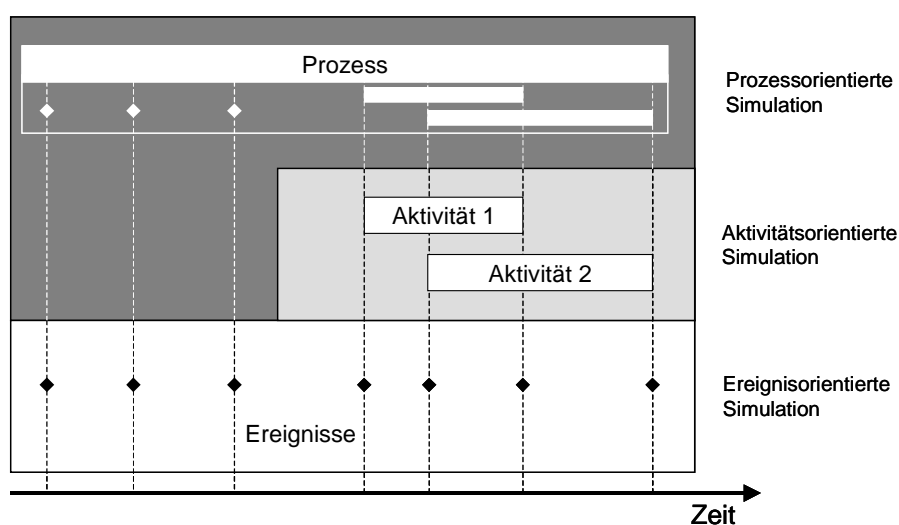 Prozess
Prozessorientierte
Simulation
Aktivität 1
Aktivitätsorientierte
Simulation
Aktivität 2
Ereignisorientierte
Simulation
Ereignisse
Zeit